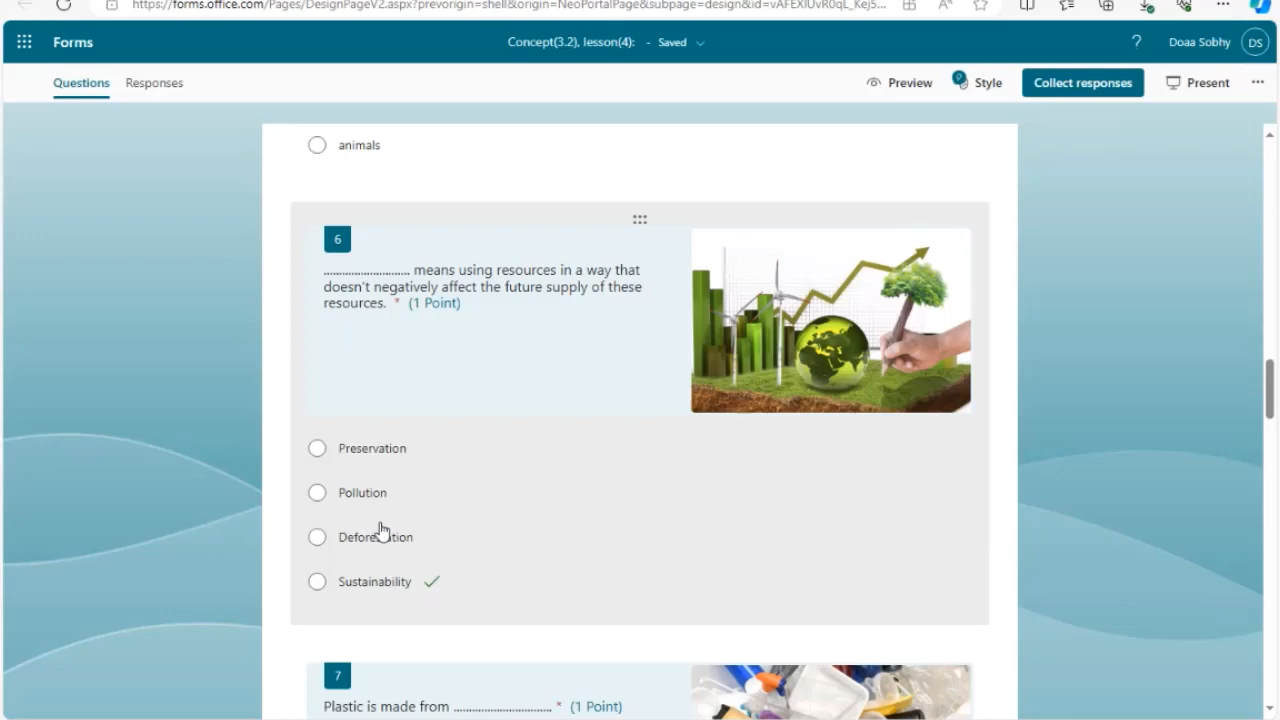 https://forms.office.com/Pages/DesignPageV2.aspx?prevorigin=shell&origin=NeoPortalPage&subpage=design&id=vAFEXIUvR0qL_Kej5...
Forms
Concept(3.2), lesson(4): - Saved
? Doaa Sobhy DS
Questions Responses
Preview Style Collect responses Present ...
animals
6
............................ means using resources in a way that
doesn't negatively affect the future supply of these
resources. * (1 Point)
Preservation
Pollution
Deforestation
Sustainability
7
Plastic is made from ................................ * (1 Point)